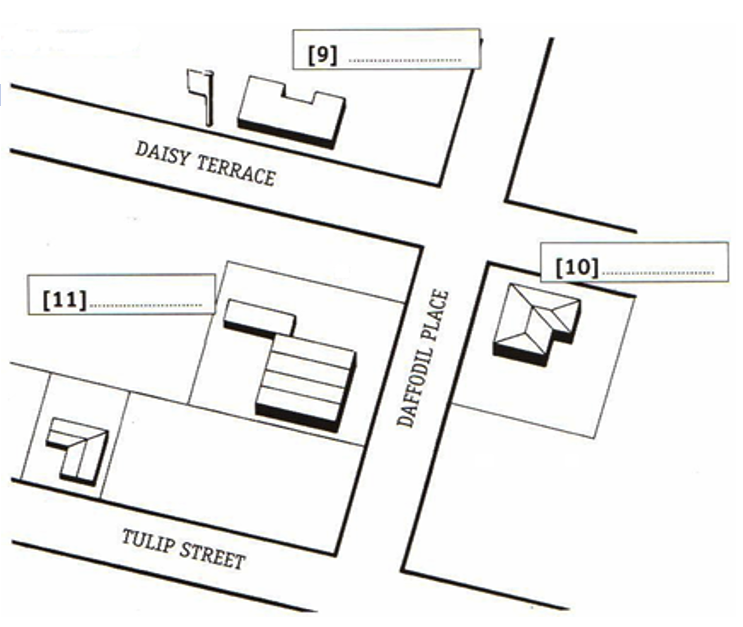 [9] ........................
DAISY TERRACE
[10] ........................
[11] ........................
DAFFODIL PLACE
TULIP STREET